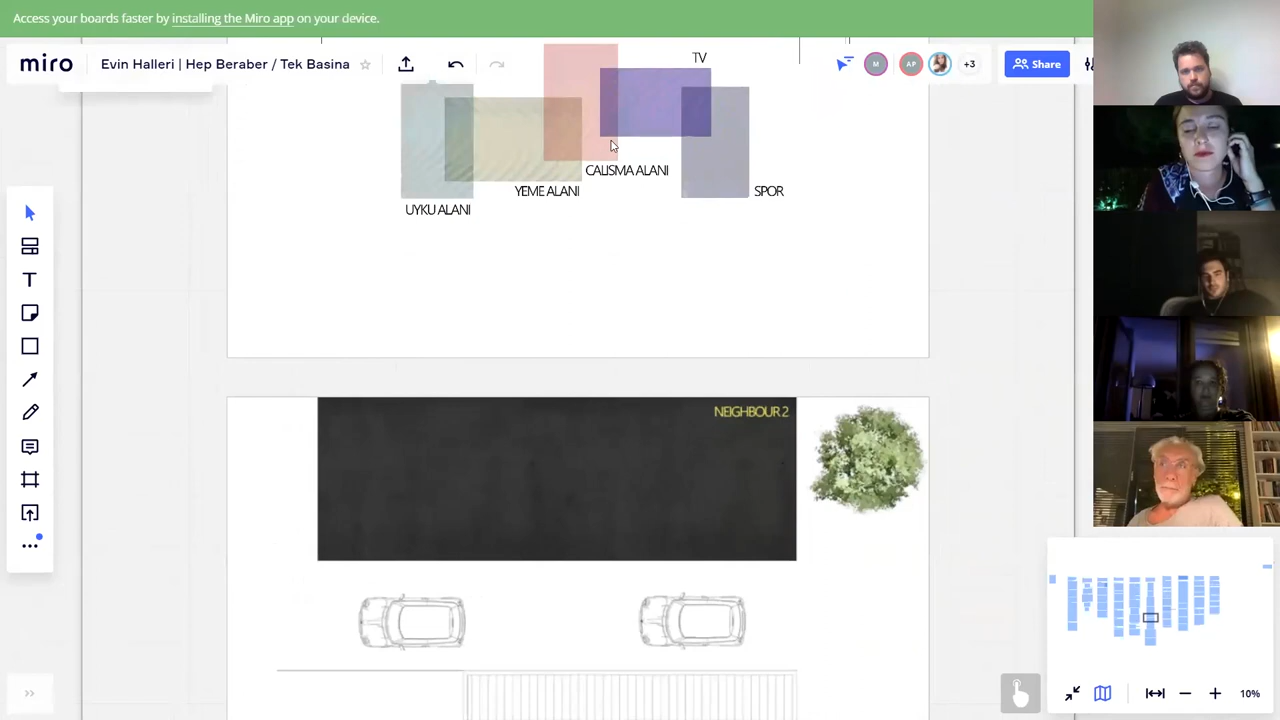 Access your boards faster by installing the Miro app on your device.
miro
Evin Halleri | Hep Beraber / Tek Basina
M
AP
+3
Share
TV
CALISMA ALANI
YEME ALANI
SPOR
UYKU ALANI
NEIGHBOUR 2
T
10%